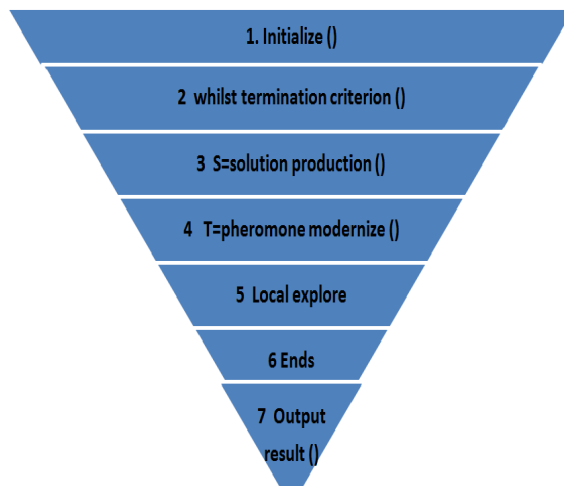 1. Initialize ()
2 whilst termination criterion ()
3 S=solution production ()
4 T=pheromone modernize ()
5 Local explore
6 Ends
7 Output
result ()